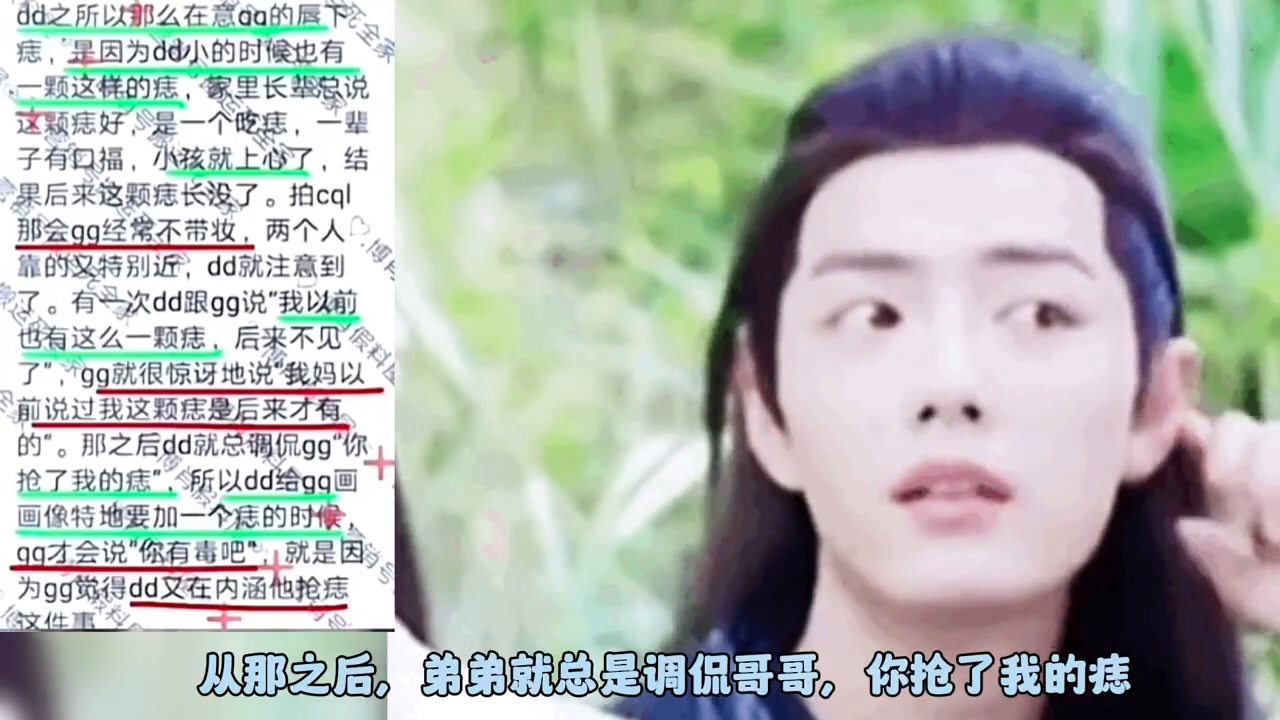 dd之所以那么在意gg的唇下
痣，是因为dd小的时候也有
一颗这样的痣，家里长辈总说
这颗痣好，是一个吃痣，一辈
子有口福，小孩就上心了，结
果后来这颗痣长没了。拍cql
那会gg经常不带妆，两个人
靠的又特别近，dd就注意到
了。有一次dd跟gg说“我以前
也有这么一颗痣，后来不见
了”，gg就很惊讶地说“我妈以
前说过我这颗痣是后来才有
的”。那之后dd就总调侃gg“你
抢了我的痣”，所以dd给gg画
画像特地要加一个痣的时候，
gg才会说“你有毒吧”，就是因
为gg觉得dd又在内涵他抢痣
这件事
从那之后，弟弟就总是调侃哥哥，你抢了我的痣